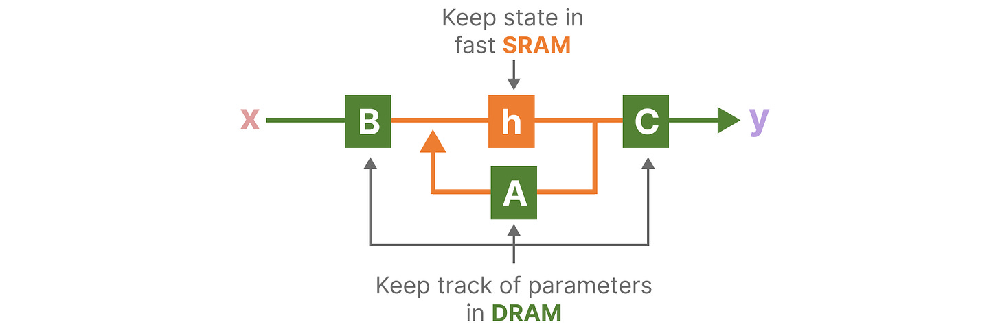 Keep state in
fast SRAM
x
B
h
C
y
A
Keep track of parameters
in DRAM